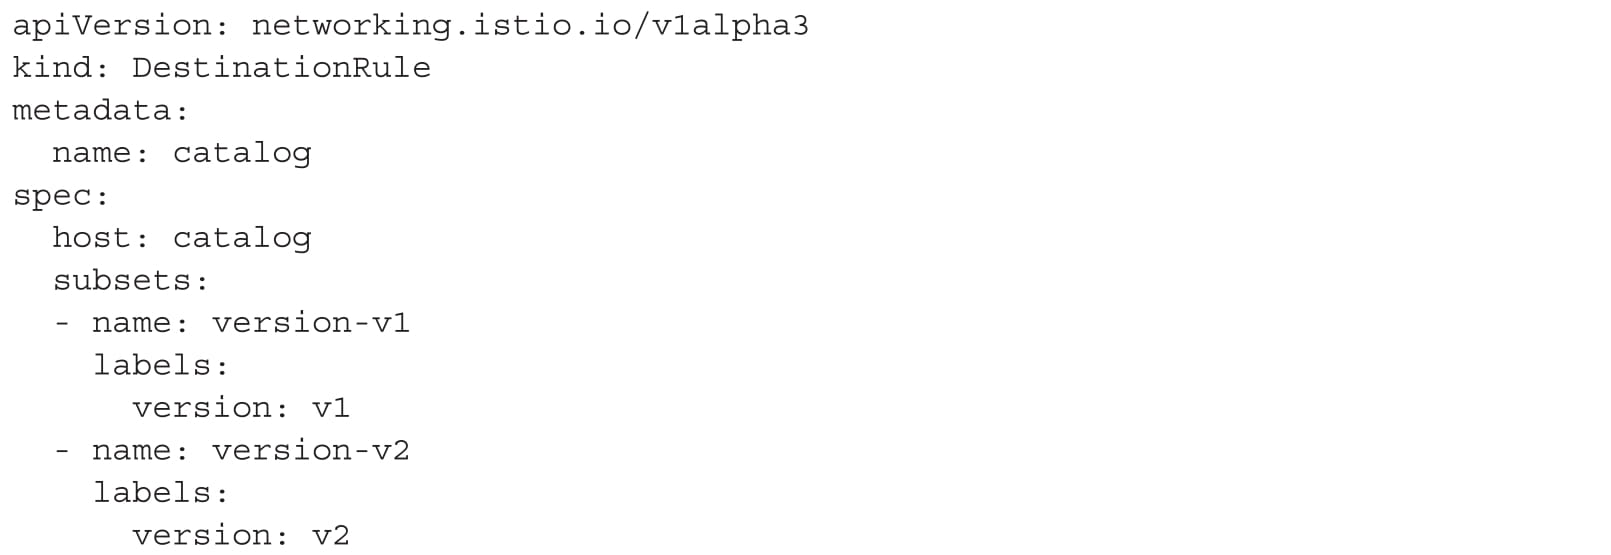 apiVersion: networking.istio.io/v1alpha3
kind: DestinationRule
metadata:
  name: catalog
spec:
  host: catalog
  subsets:
  - name: version-v1
    labels:
      version: v1
  - name: version-v2
    labels:
      version: v2